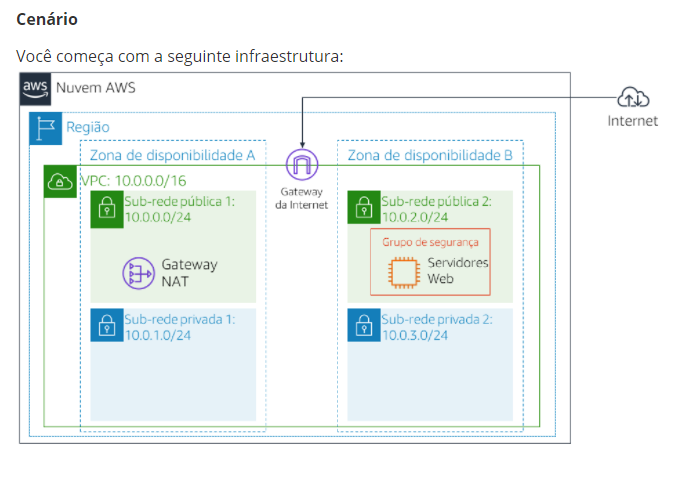 Cenário
Você começa com a seguinte infraestrutura:
aws
Nuvem AWS
Internet
Região
Zona de disponibilidade A
Zona de disponibilidade B
VPC: 10.0.0.0/16
Gateway
da Internet
Sub-rede pública 1:
10.0.0.0/24
Sub-rede pública 2:
10.0.2.0/24
Grupo de segurança
Gateway
NAT
Servidores
Web
Sub-rede privada 1:
10.0.1.0/24
Sub-rede privada 2:
10.0.3.0/24